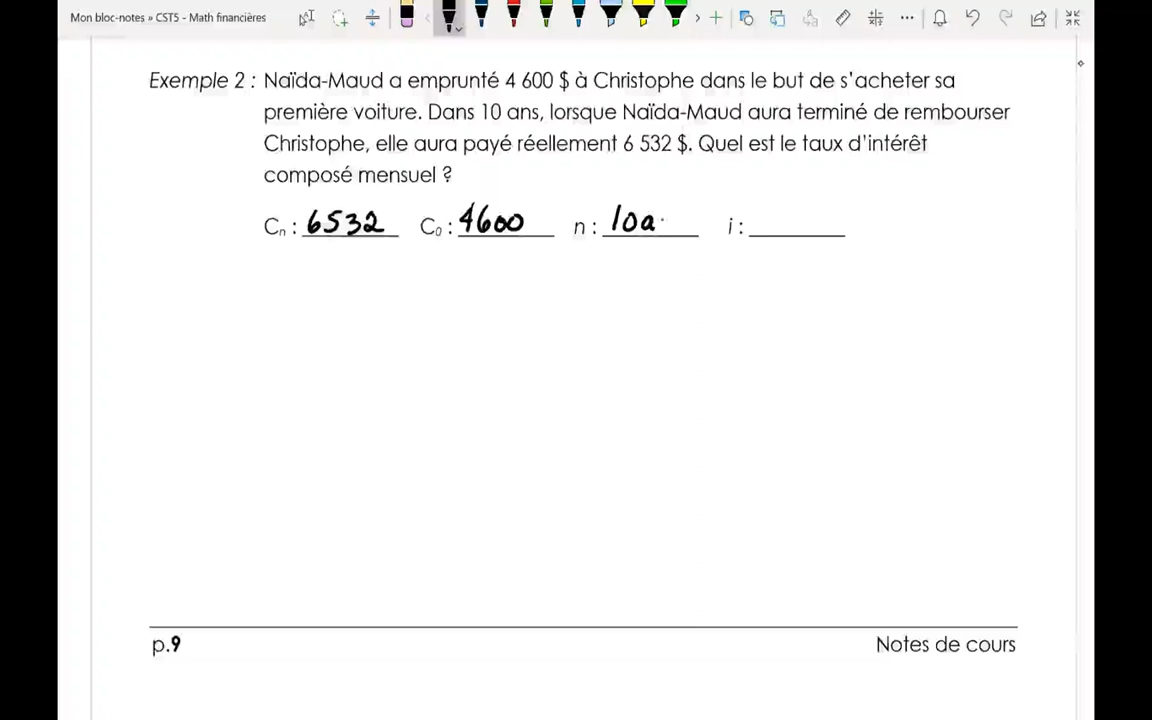 Mon bloc-notes » CST5 - Math financières
Exemple 2 : Naïda-Maud a emprunté 4 600 $ à Christophe dans le but de s'acheter sa
première voiture. Dans 10 ans, lorsque Naïda-Maud aura terminé de rembourser
Christophe, elle aura payé réellement 6 532 $. Quel est le taux d'intérêt
composé mensuel ?
Cn : 6532 C0 : 4600 n : 10a i :
p.9 Notes de cours